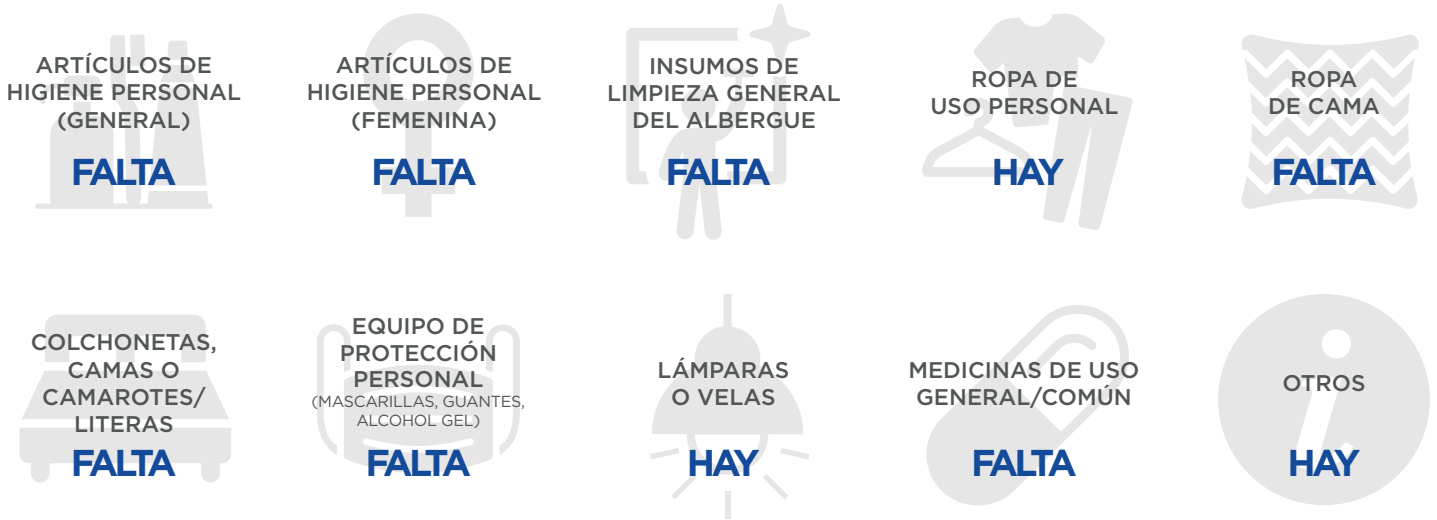 ARTÍCULOS DE
HIGIENE PERSONAL
(GENERAL)
FALTA
ARTÍCULOS DE
HIGIENE PERSONAL
(FEMENINA)
FALTA
INSUMOS DE
LIMPIEZA GENERAL
DEL ALBERGUE
FALTA
ROPA DE
USO PERSONAL
HAY
ROPA
DE CAMA
FALTA
COLCHONETAS,
CAMAS O
CAMAROTES/
LITERAS
FALTA
EQUIPO DE
PROTECCIÓN
PERSONAL
(MASCARILLAS, GUANTES,
ALCOHOL GEL)
FALTA
LÁMPARAS
O VELAS
HAY
MEDICINAS DE USO
GENERAL/COMÚN
FALTA
OTROS
HAY